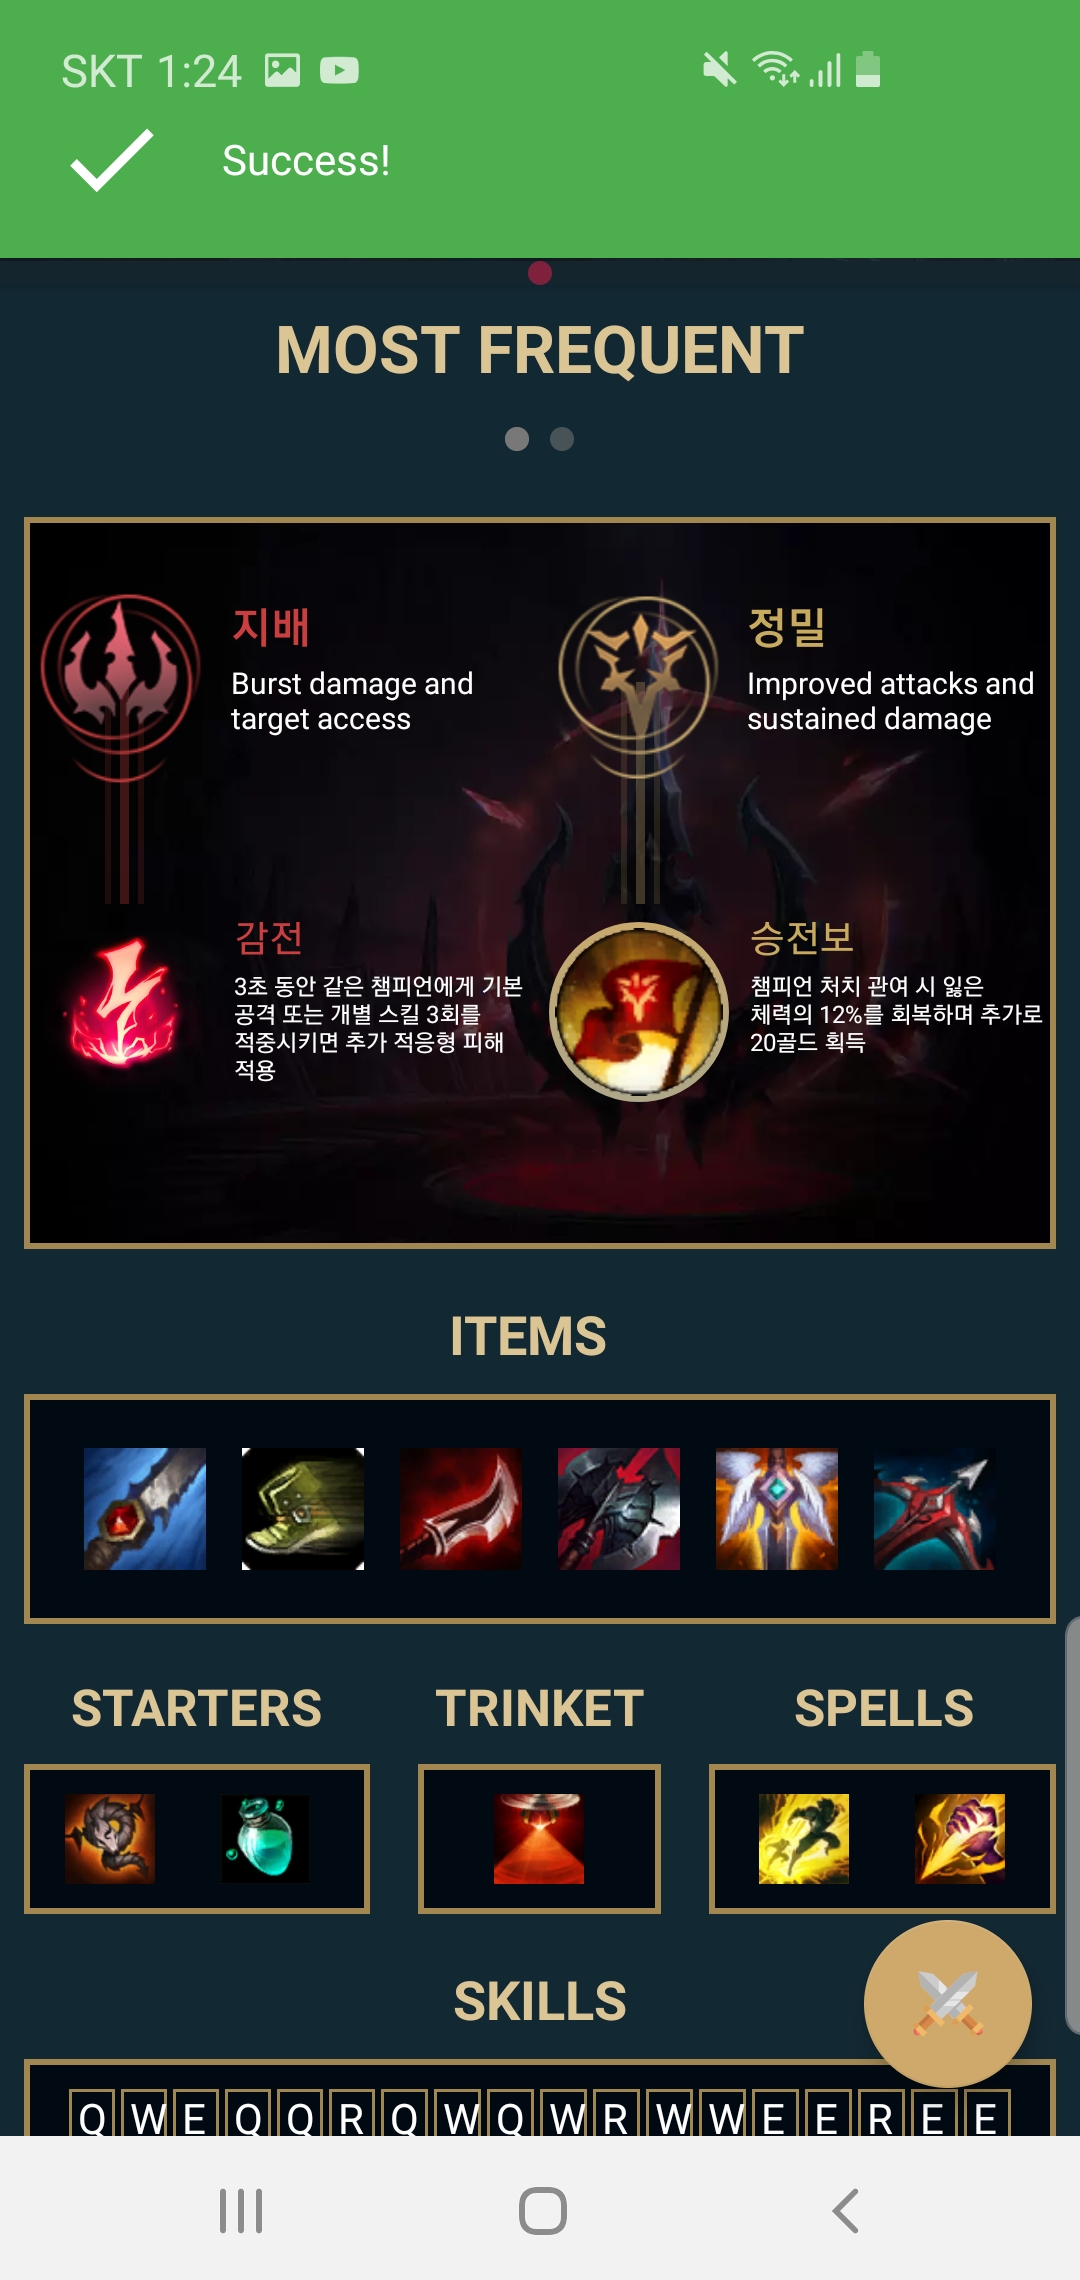 SKT 1:24
Success!
MOST FREQUENT
지배
Burst damage and
target access
정밀
Improved attacks and
sustained damage
감전
3초 동안 같은 챔피언에게 기본
공격 또는 개별 스킬 3회를
적중시키면 추가 적응형 피해
적용
승전보
챔피언 처치 관여 시 잃은
체력의 12%를 회복하며 추가로
20골드 획득
ITEMS
STARTERS
TRINKET
SPELLS
SKILLS
Q W E Q Q R Q W Q W R W W E E R E E